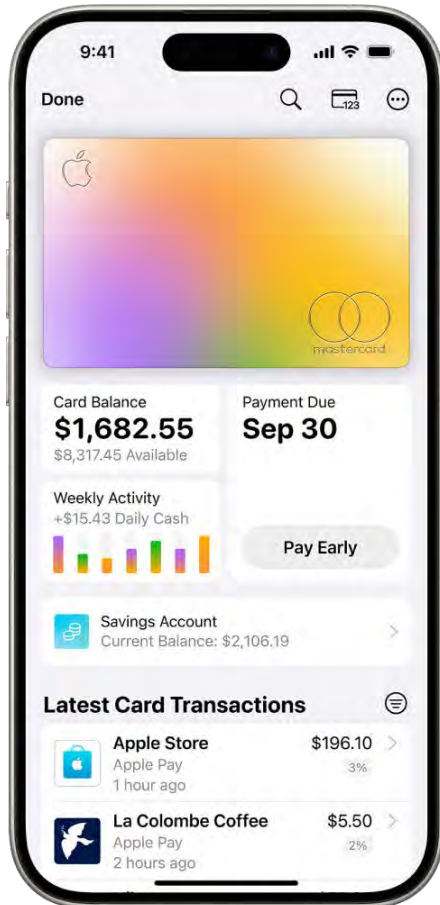 9:41
Done
123
mastercard
Card Balance
$1,682.55
$8,317.45 Available
Payment Due
Sep 30
Weekly Activity
+$15.43 Daily Cash
Pay Early
Savings Account
Current Balance: $2,106.19
Latest Card Transactions
Apple Store
$196.10
Apple Pay
3%
1 hour ago
La Colombe Coffee
$5.50
Apple Pay
2%
2 hours ago